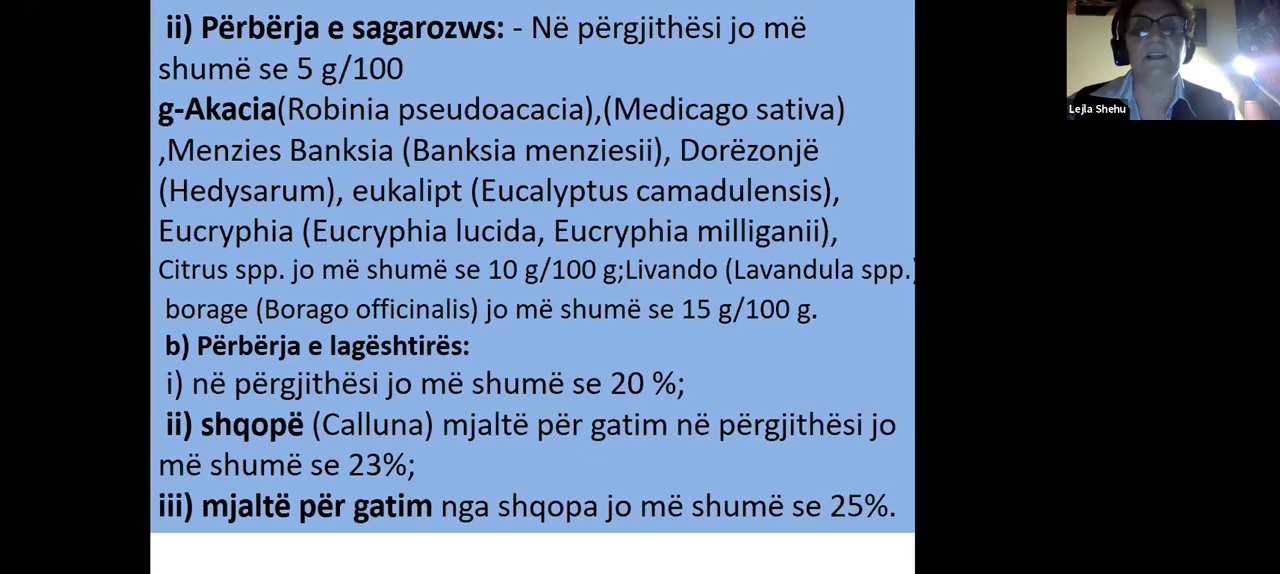 ii) Përbërja e sagarozws: - Në përgjithësi jo më
shumë se 5 g/100
g-Akacia(Robinia pseudoacacia),(Medicago sativa)
,Menzies Banksia (Banksia menziesii), Dorëzonjë
(Hedysarum), eukalipt (Eucalyptus camadulensis),
Eucryphia (Eucryphia lucida, Eucryphia milliganii),
Citrus spp. jo më shumë se 10 g/100 g;Livando (Lavandula spp.)
borage (Borago officinalis) jo më shumë se 15 g/100 g.
b) Përbërja e lagështirës:
i) në përgjithësi jo më shumë se 20 %;
ii) shqopë (Calluna) mjaltë për gatim në përgjithësi jo
më shumë se 23%;
iii) mjaltë për gatim nga shqopa jo më shumë se 25%.
Lejla Shehu